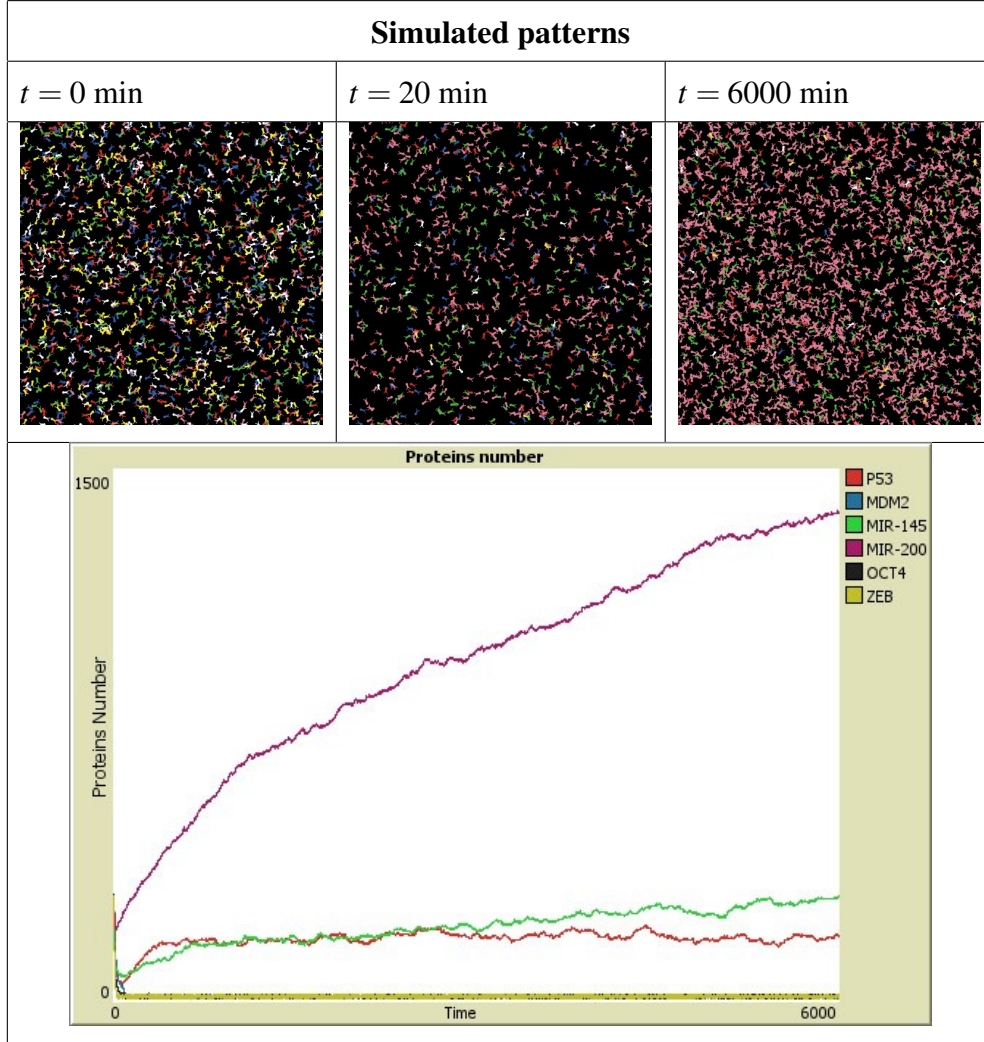 Simulated patterns
t = 0 min
t = 20 min
t = 6000 min
Proteins number
1500
Proteins Number
0
0
Time
6000
P53
MDM2
MIR-145
MIR-200
OCT4
ZEB